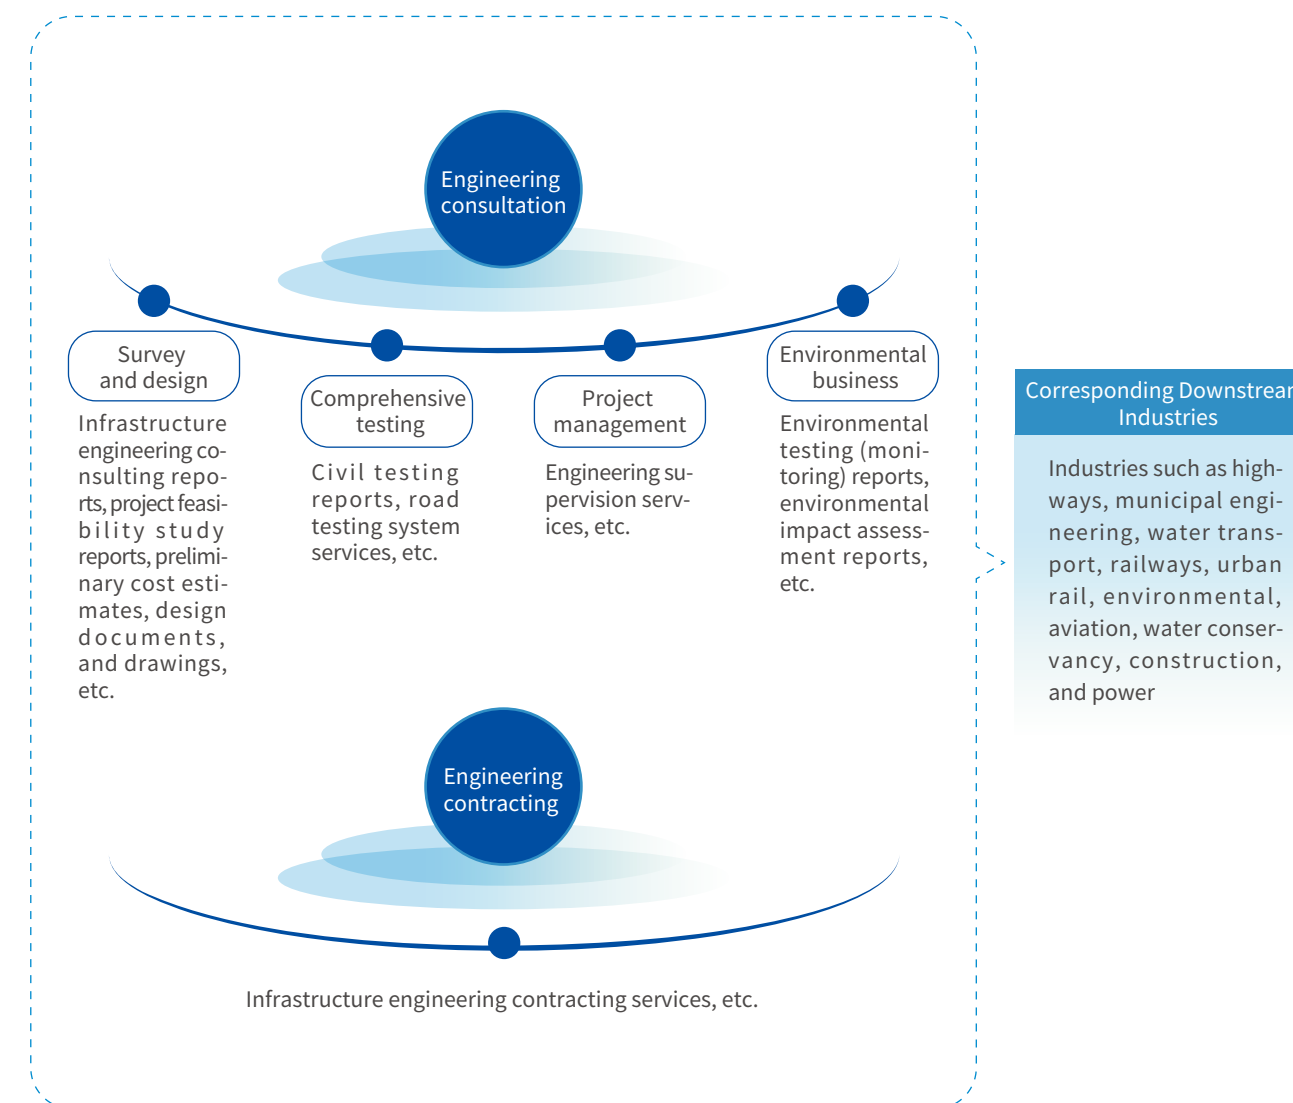 Engineering
consultation
Survey
and design
Infrastructure
engineering co-
nsulting repo-
rts, project feasi-
bility study
reports, prelimi-
nary cost esti-
mates, design
documents,
and drawings,
etc.
Comprehensive
testing
Civil testing
reports, road
testing system
services, etc.
Project
management
Engineering su-
pervision serv-
ices, etc.
Environmental
business
Environmental
testing (moni-
toring) reports,
environmental
impact assess-
ment reports,
etc.
Engineering
contracting
Infrastructure engineering contracting services, etc.
Corresponding Downstrear
Industries
Industries such as high-
ways, municipal engi-
neering, water trans-
port, railways, urban
rail, environmental,
aviation, water conser-
vancy, construction,
and power